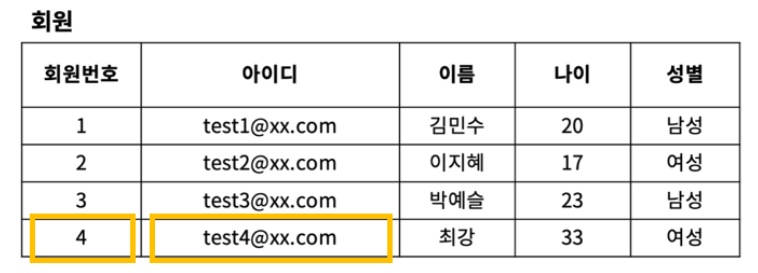 회원
회원번호 아이디 이름 나이 성별
1 test1@xx.com 김민수 20 남성
2 test2@xx.com 이지혜 17 여성
3 test3@xx.com 박예슬 23 남성
4 test4@xx.com 최강 33 여성